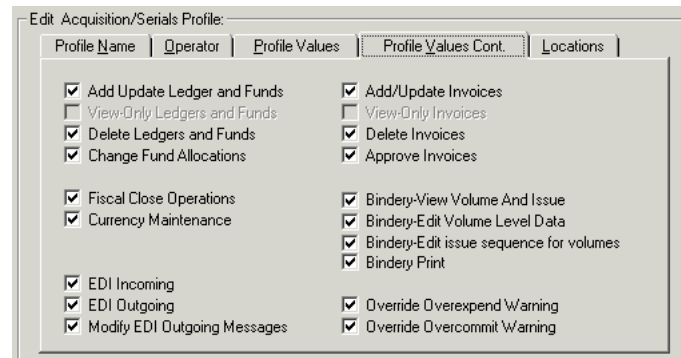 Edit Acquisition/Serials Profile:
Profile Name Operator Profile Values Profile Values Cont. Locations
Add Update Ledger and Funds
View-Only Ledgers and Funds
Delete Ledgers and Funds
Change Fund Allocations
Fiscal Close Operations
Currency Maintenance
EDI Incoming
EDI Outgoing
Modify EDI Outgoing Messages
Add/Update Invoices
View-Only Invoices
Delete Invoices
Approve Invoices
Bindery-View Volume And Issue
Bindery-Edit Volume Level Data
Bindery-Edit issue sequence for volumes
Bindery Print
Override Overexpend Warning
Override Overcommit Warning